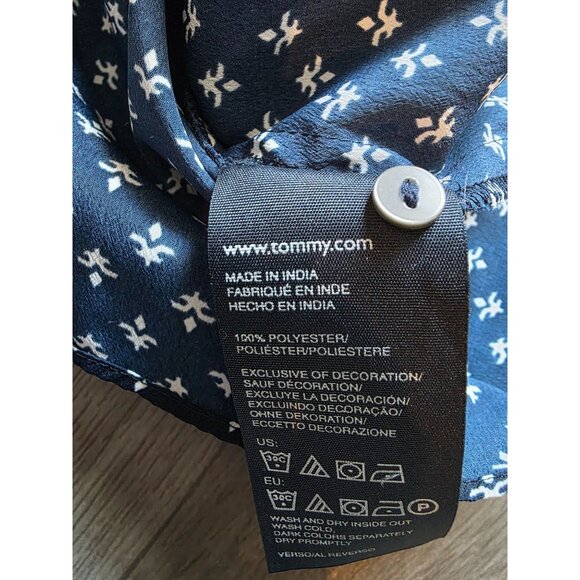 www.tommy.com
MADE IN INDIA
FABRIQUÉ EN INDE
HECHO EN INDIA
100% POLYESTER/
POLIÉSTER/POLIESTERE
EXCLUSIVE OF DECORATION/
SAUF DÉCORATION/
EXCLUYE LA DECORACIÓN/
EXCLUINDO DECORAÇÃO/
OHNE DEKORATION/
ECCETTO DECORAZIONE
US:
30C
EU:
30C P
WASH AND DRY INSIDE OUT
WASH COLD,
DARK COLORS SEPARATELY
DRY PROMPTLY
VERSO/AL REVERSO